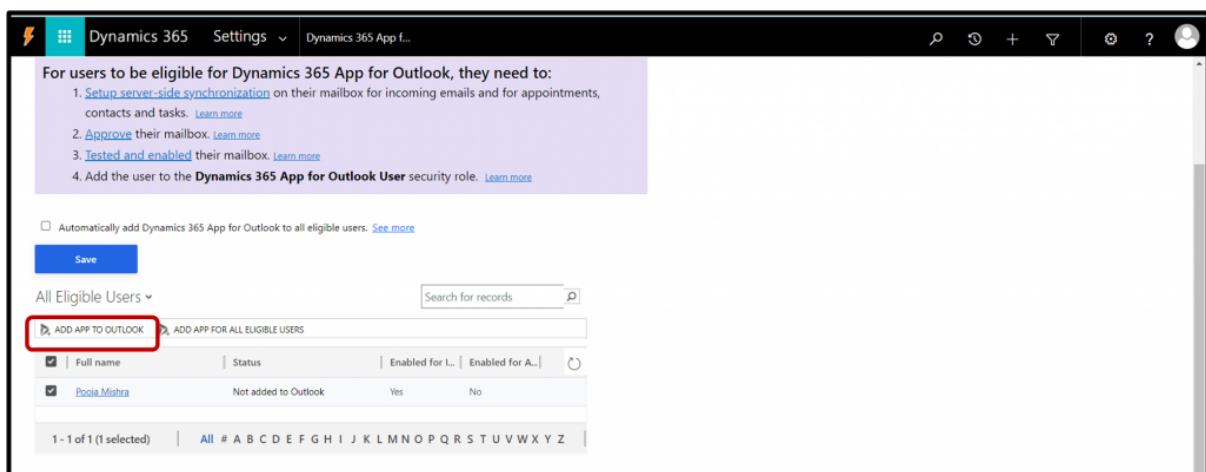 Dynamics 365 Settings Dynamics 365 App f... ?
For users to be eligible for Dynamics 365 App for Outlook, they need to:
1. Setup server-side synchronization on their mailbox for incoming emails and for appointments,
contacts and tasks. Learn more
2. Approve their mailbox. Learn more
3. Tested and enabled their mailbox. Learn more
4. Add the user to the Dynamics 365 App for Outlook User security role. Learn more
Automatically add Dynamics 365 App for Outlook to all eligible users. See more
Save
All Eligible Users Search for records
ADD APP TO OUTLOOK ADD APP FOR ALL ELIGIBLE USERS
Full name Status Enabled for I... Enabled for A...
Pooja Mishra Not added to Outlook Yes No
1 - 1 of 1 (1 selected) All # A B C D E F G H I J K L M N O P Q R S T U V W X Y Z